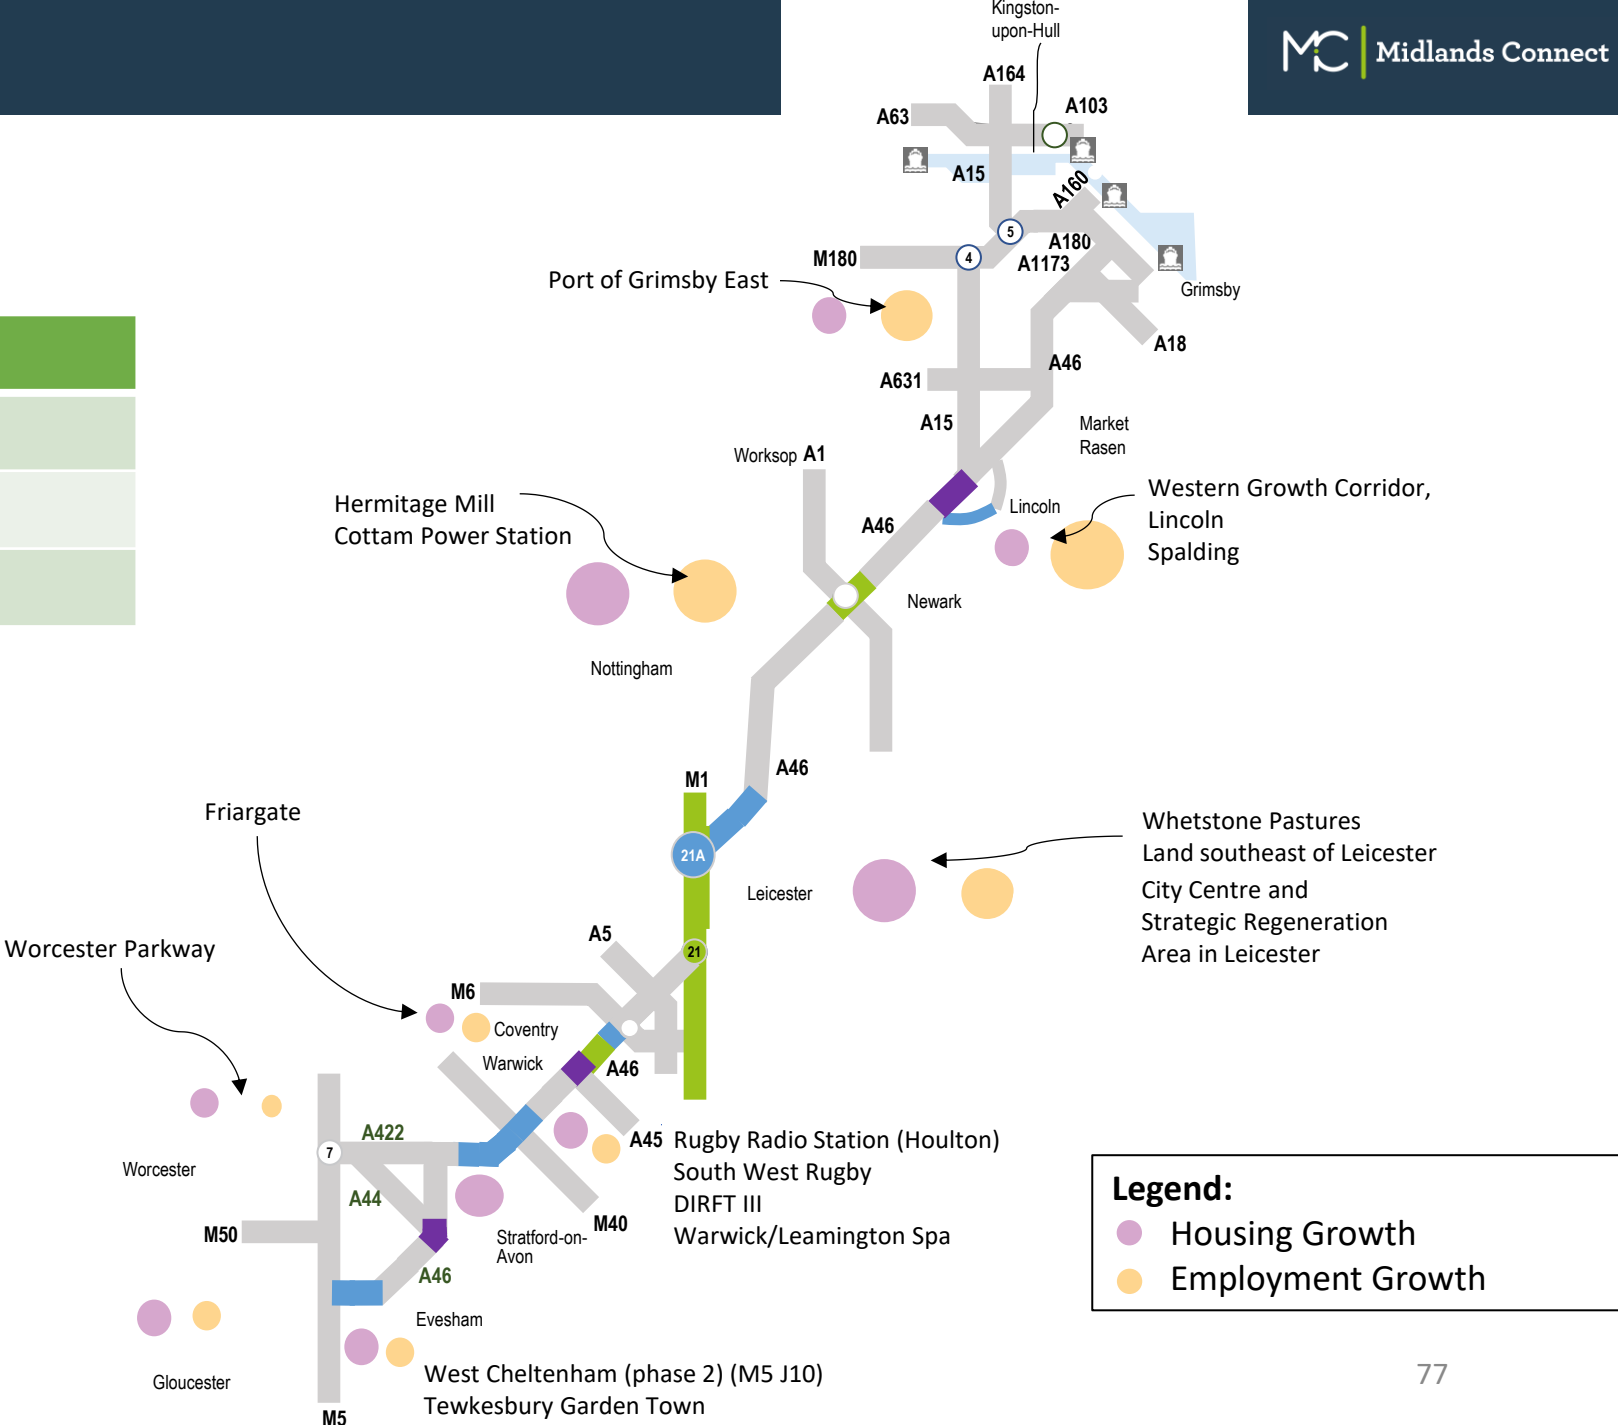 Kingston-
upon-Hull
Midlands Connect
A164
A63
A103
A15
A160
5
A180
M180
4
A1173
Port of Grimsby East
Grimsby
A18
A46
A631
A15
Market
Rasen
Worksop A1
Hermitage Mill
Cottam Power Station
Western Growth Corridor,
Lincoln
Spalding
Lincoln
A46
Newark
Nottingham
A46
M1
Friargate
Whetstone Pastures
Land southeast of Leicester
City Centre and
Strategic Regeneration
Area in Leicester
21A
Leicester
A5
21
Worcester Parkway
M6
Coventry
Warwick
A46
A422
7
A45
Rugby Radio Station (Houlton)
South West Rugby
DIRFT III
Warwick/Leamington Spa
Worcester
A44
M50
M40
Stratford-on-
Avon
A46
Evesham
Legend:
Housing Growth
Employment Growth
Gloucester
West Cheltenham (phase 2) (M5 J10)
Tewkesbury Garden Town
M5
77